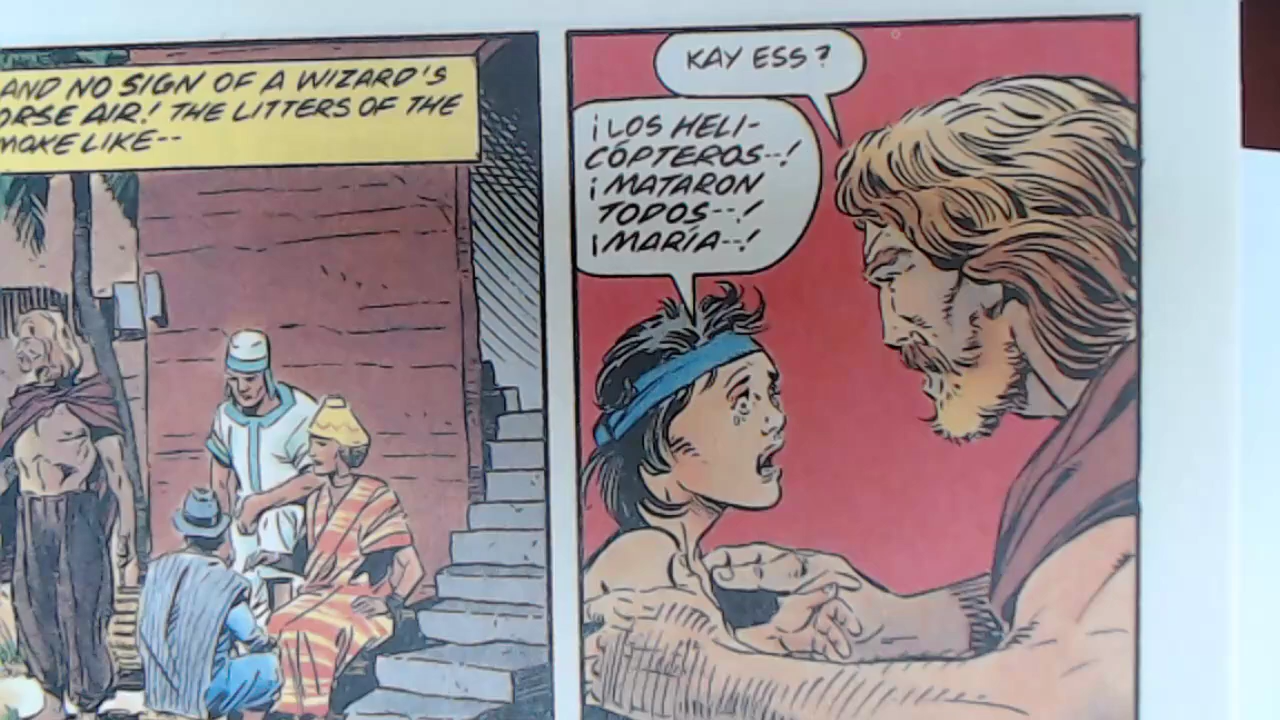 AND NO SIGN OF A WIZARD'S
ORSE AIR! THE LITTERS OF THE
MOKE LIKE--
KAY ESS?
¡LOS HELI-
CÓPTEROS--!
¡MATARON
TODOS--!
¡MARÍA--!